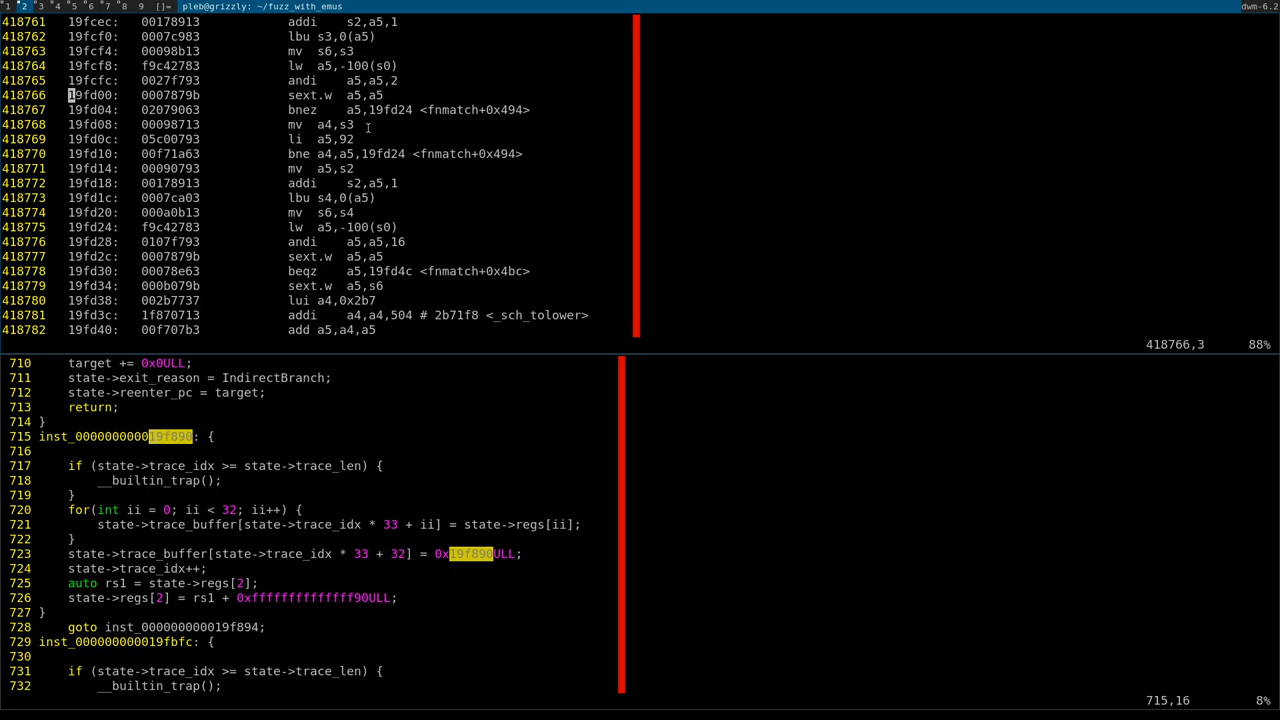 1 2 3 4 5 6 7 8 9 []= pleb@grizzly: ~/fuzz_with_emus dwm-6.2
418761 19fcec: 00178913 addi s2,a5,1
418762 19fcf0: 0007c983 lbu s3,0(a5)
418763 19fcf4: 00098b13 mv s6,s3
418764 19fcf8: f9c42783 lw a5,-100(s0)
418765 19fcfc: 0027f793 andi a5,a5,2
418766 19fd00: 0007879b sext.w a5,a5
418767 19fd04: 02079063 bnez a5,19fd24 <fnmatch+0x494>
418768 19fd08: 00098713 mv a4,s3
418769 19fd0c: 05c00793 li a5,92
418770 19fd10: 00f71a63 bne a4,a5,19fd24 <fnmatch+0x494>
418771 19fd14: 00090793 mv a5,s2
418772 19fd18: 00178913 addi s2,a5,1
418773 19fd1c: 0007ca03 lbu s4,0(a5)
418774 19fd20: 000a0b13 mv s6,s4
418775 19fd24: f9c42783 lw a5,-100(s0)
418776 19fd28: 0107f793 andi a5,a5,16
418777 19fd2c: 0007879b sext.w a5,a5
418778 19fd30: 00078e63 beqz a5,19fd4c <fnmatch+0x4bc>
418779 19fd34: 000b079b sext.w a5,s6
418780 19fd38: 002b7737 lui a4,0x2b7
418781 19fd3c: 1f870713 addi a4,a4,504 # 2b71f8 <_sch_tolower>
418782 19fd40: 00f707b3 add a5,a4,a5
418766,3 88%
710 target += 0x0ULL;
711 state->exit_reason = IndirectBranch;
712 state->reenter_pc = target;
713 return;
714 }
715 inst_000000000019f890: {
716
717 if (state->trace_idx >= state->trace_len) {
718 __builtin_trap();
719 }
720 for(int ii = 0; ii < 32; ii++) {
721 state->trace_buffer[state->trace_idx * 33 + ii] = state->regs[ii];
722 }
723 state->trace_buffer[state->trace_idx * 33 + 32] = 0x19f890ULL;
724 state->trace_idx++;
725 auto rs1 = state->regs[2];
726 state->regs[2] = rs1 + 0xffffffffffffff90ULL;
727 }
728 goto inst_000000000019f894;
729 inst_000000000019fbfc: {
730
731 if (state->trace_idx >= state->trace_len) {
732 __builtin_trap();
715,16 8%